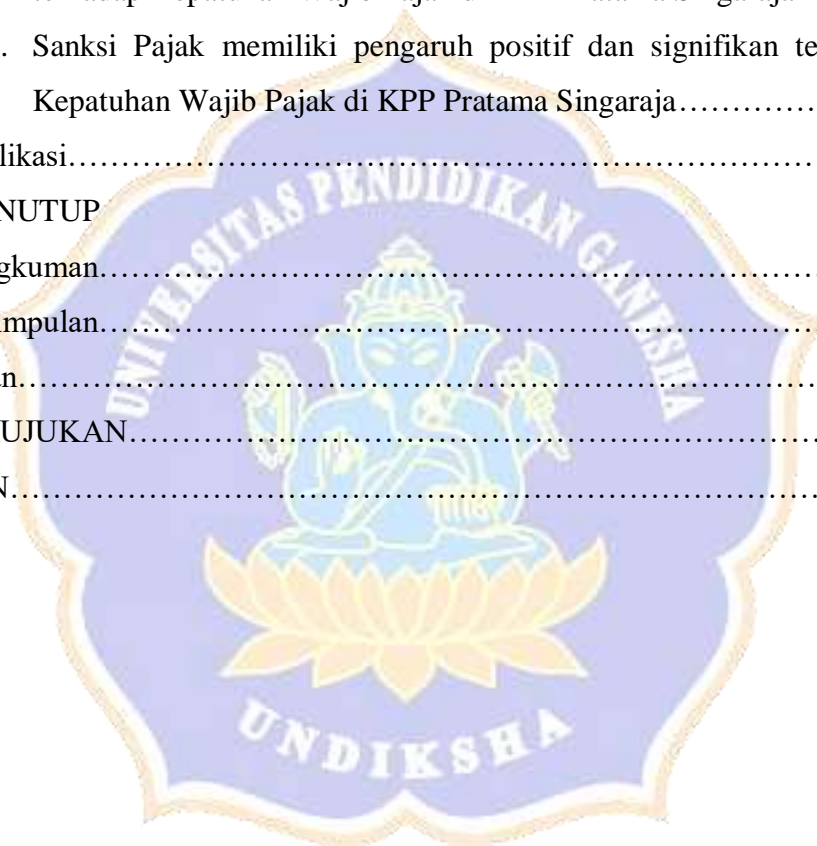 . Sanksi Pajak memiliki pengaruh positif dan signifikan te
Kepatuhan Wajib Pajak di KPP Pratama Singaraja……………
likasi…………………………………………………………………
NUTUP
gkuman………………………………………………………………
mpulan………………………………………………………………
n………………………………………………………………………
UJUKAN……………………………………………………………
N………………………………………………………………………
UNIVERSITAS PENDIDIKAN GANESHA
UNDIKSHA